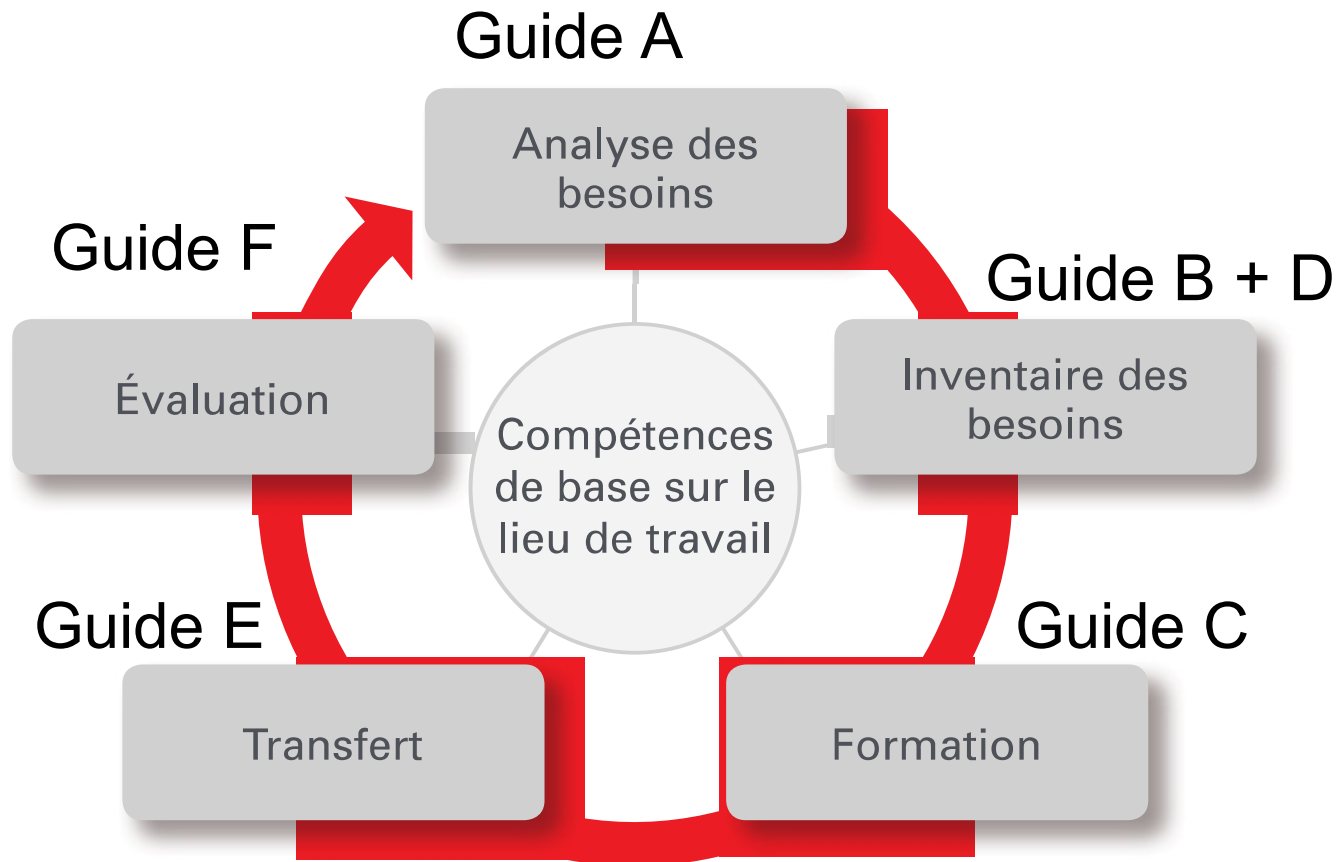 Guide A
Analyse des
besoins
Guide B + D
Inventaire des
besoins
Guide C
Formation
Guide E
Transfert
Guide F
Évaluation
Compétences
de base sur le
lieu de travail